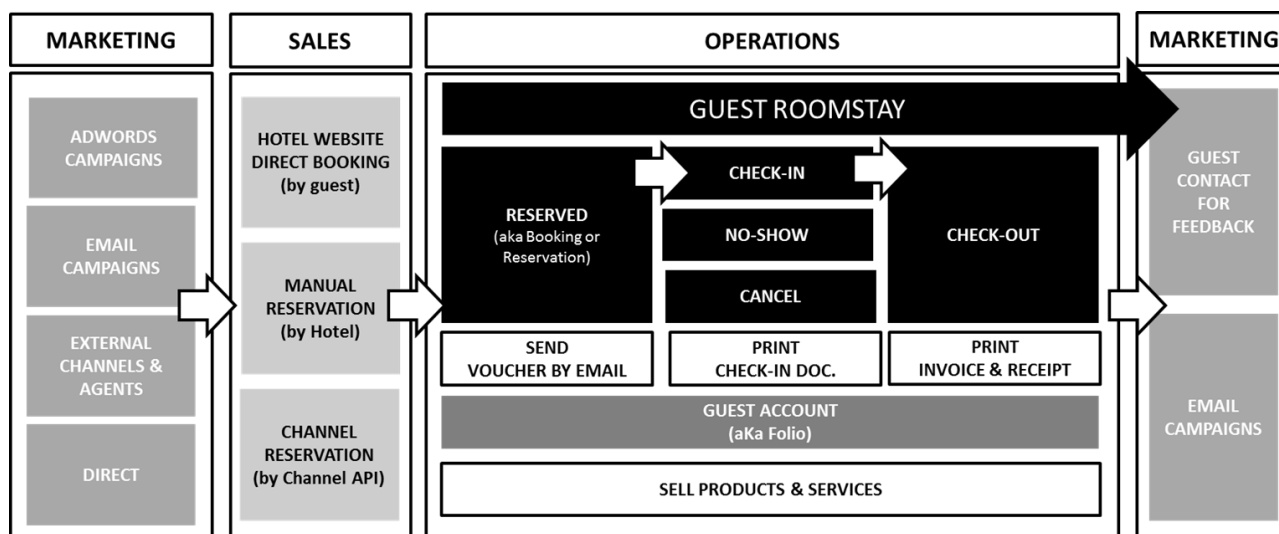 MARKETING
SALES
OPERATIONS
MARKETING
ADWORDS
CAMPAIGNS
EMAIL
CAMPAIGNS
EXTERNAL
CHANNELS &
AGENTS
DIRECT
HOTEL WEBSITE
DIRECT BOOKING
(by guest)
MANUAL
RESERVATION
(by Hotel)
CHANNEL
RESERVATION
(by Channel API)
GUEST ROOMSTAY
RESERVED
(aka Booking or
Reservation)
CHECK-IN
NO-SHOW
CANCEL
CHECK-OUT
SEND
VOUCHER BY EMAIL
PRINT
CHECK-IN DOC.
PRINT
INVOICE & RECEIPT
GUEST ACCOUNT
(aKa Folio)
SELL PRODUCTS & SERVICES
GUEST
CONTACT
FOR
FEEDBACK
EMAIL
CAMPAIGNS